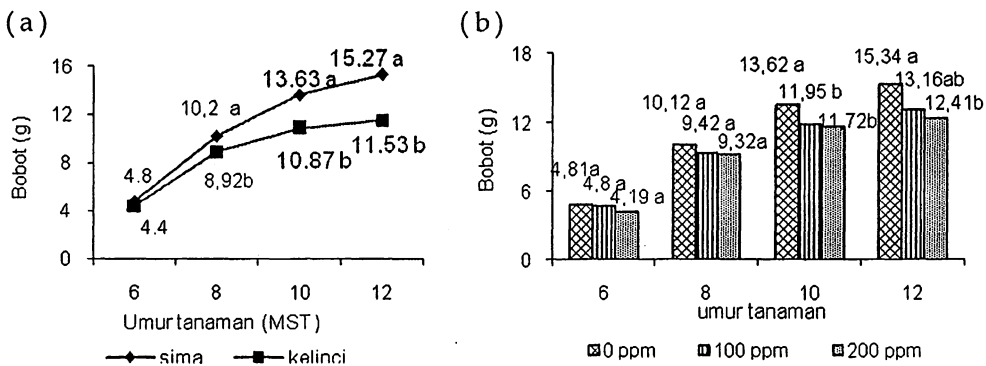 (a)
16
12
8
4
0
Bobot (g)
4.8
4.4
10,2 a
8,92b
13.63 a
10.87 b
15.27 a
11.53 b
6 8 10 12
Umur tanaman (MST)
sima kelinci
(b)
18
12
6
0
Bobot (g)
4,81a
4,8 a
4,19 a
10,12 a
9,42 a
9,32a
13,62 a
11,95 b
11,72b
15,34 a
13,16ab
12,41b
6 8 10 12
umur tanaman
0 ppm 100 ppm 200 ppm